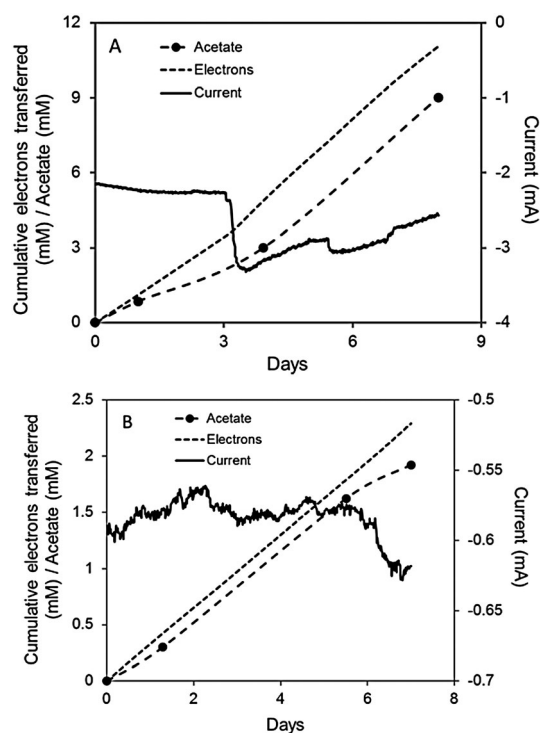 A
Acetate
Electrons
Current
Cumulative electrons transferred
(mM) / Acetate (mM)
12
9
6
3
0
0
-1
-2
-3
-4
Current (mA)
0
3
6
9
Days
B
Acetate
Electrons
Current
Cumulative electrons transferred
(mM) / Acetate (mM)
2.5
2
1.5
1
0.5
0
-0.5
-0.55
-0.6
-0.65
-0.7
Current (mA)
0
2
4
6
8
Days